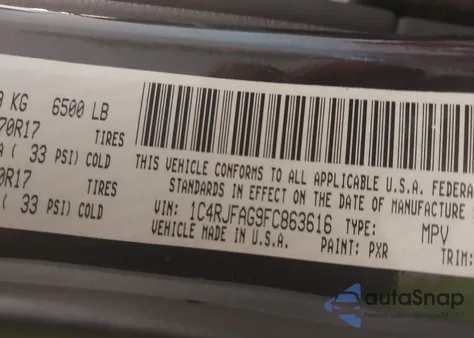 KG 6500 LB
70R17 TIRES
( 33 PSI) COLD
0R17 TIRES
( 33 PSI) COLD
THIS VEHICLE CONFORMS TO ALL APPLICABLE U.S.A. FEDERA
STANDARDS IN EFFECT ON THE DATE OF MANUFACTURE
VIN: 1C4RJFAG9FC863616 TYPE: MPV
VEHICLE MADE IN U.S.A. PAINT: PXR TRIM:
autaSnap